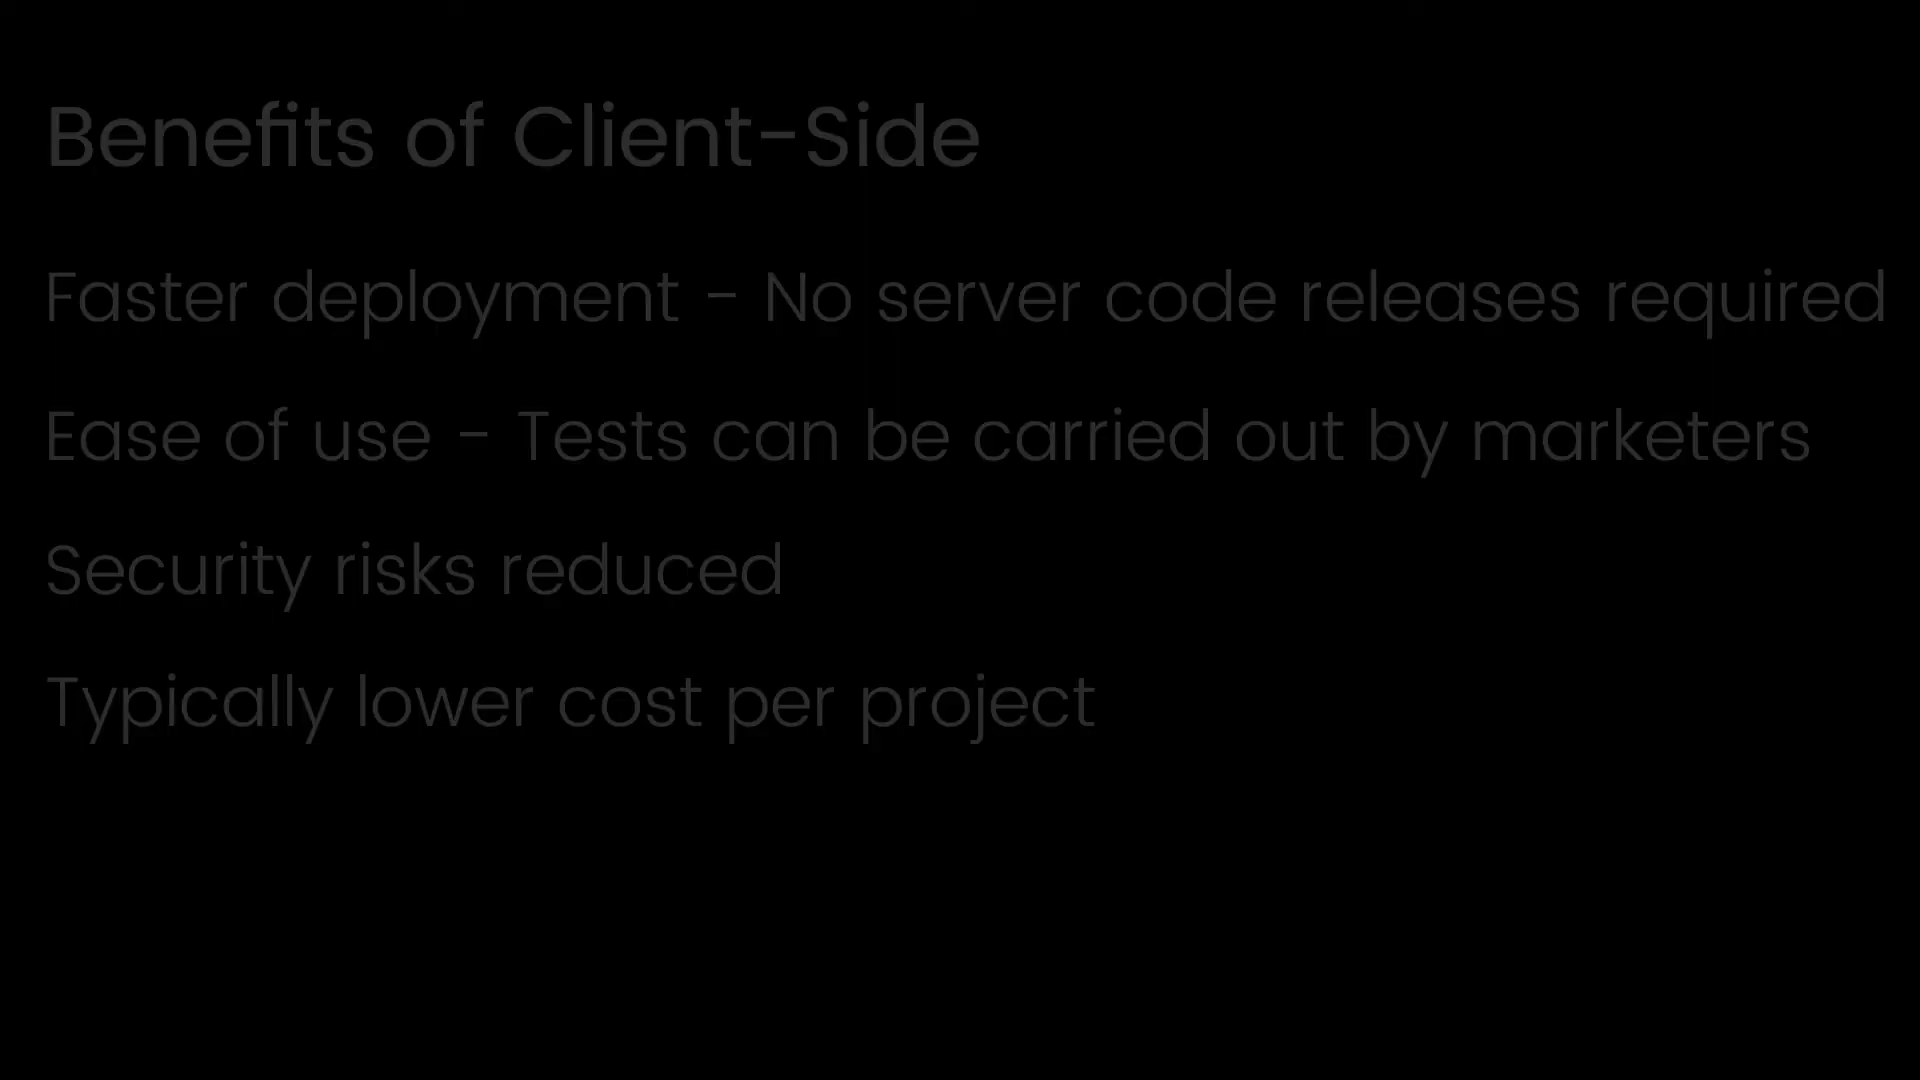 Benefits of Client-Side
Faster deployment - No server code releases required
Ease of use - Tests can be carried out by marketers
Security risks reduced
Typically lower cost per project